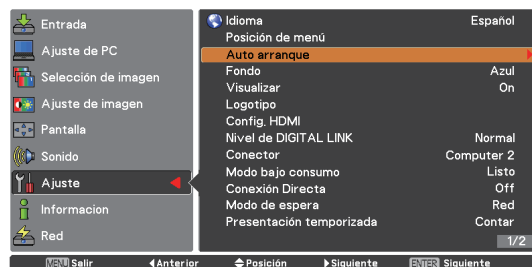 Entrada
Ajuste de PC
Selección de imagen
Ajuste de imagen
Pantalla
Sonido
Ajuste
Informacion
Red
Idioma Español
Posición de menú
Auto arranque
Fondo Azul
Visualizar On
Logotipo
Config. HDMI
Nivel de DIGITAL LINK Normal
Conector Computer 2
Modo bajo consumo Listo
Conexión Directa Off
Modo de espera Red
Presentación temporizada Contar
1/2
MENU Salir Anterior Posición Siguiente ENTER Siguiente